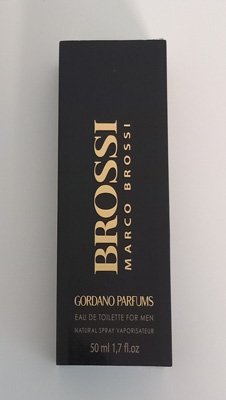 BROSSI
MARCO BROSSI
GORDANO PARFUMS
EAU DE TOILETTE FOR MEN
NATURAL SPRAY VAPORISATEUR
50 ml 1,7 fl.oz